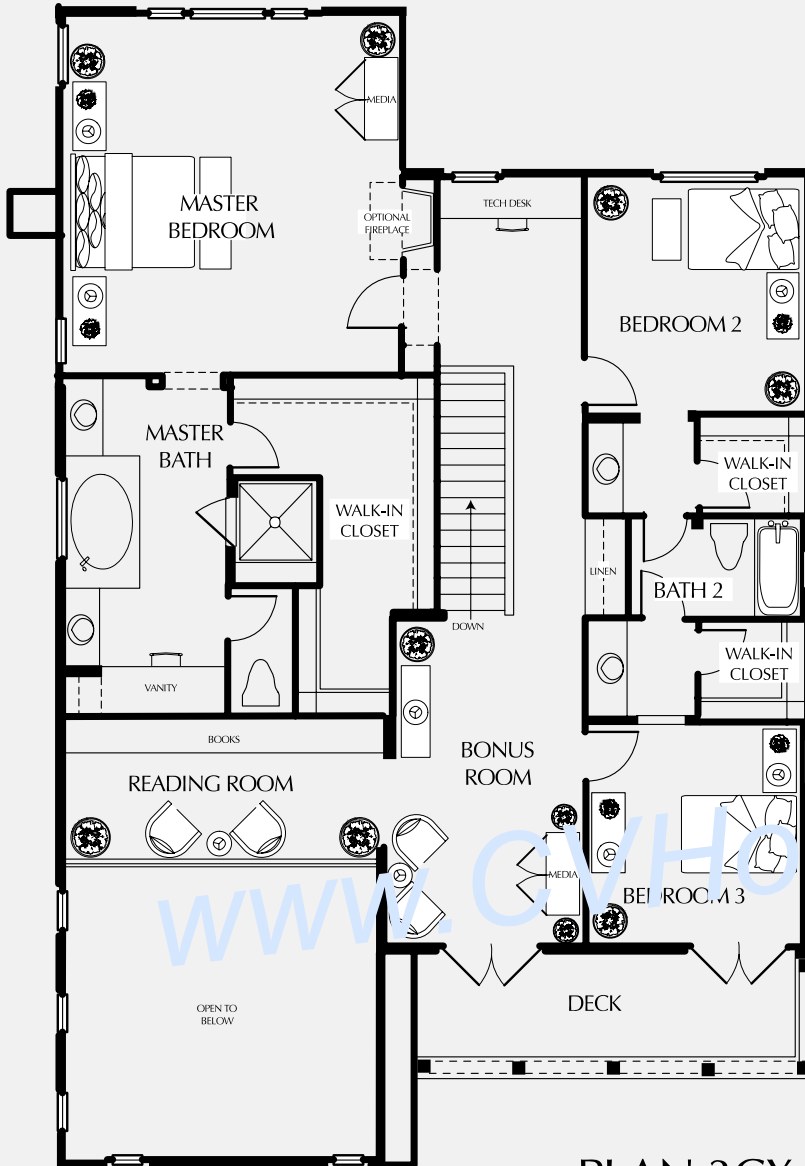 MEDIA
MASTER
BEDROOM
OPTIONAL
FIREPLACE
TECH DESK
BEDROOM 2
MASTER
BATH
WALK-IN
CLOSET
WALK-IN
CLOSET
LINEN
BATH 2
DOWN
WALK-IN
CLOSET
VANITY
BOOKS
READING ROOM
BONUS
ROOM
MEDIA
BEDROOM 3
www.CVHo
OPEN TO
BELOW
DECK